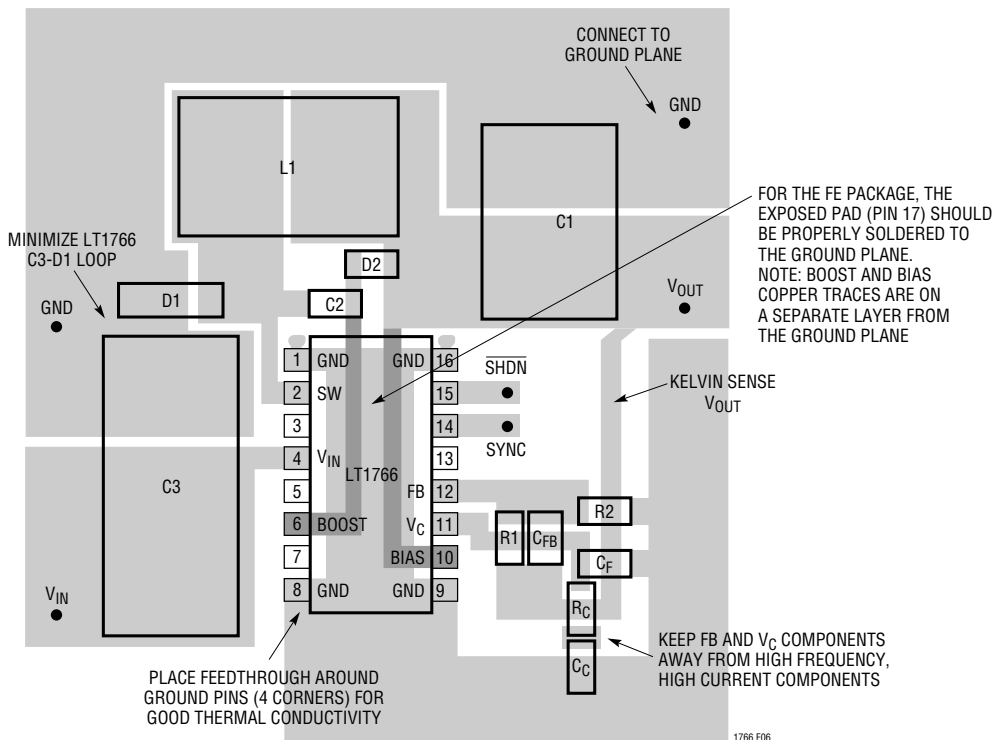 CONNECT TO
GROUND PLANE
GND
L1
C1
FOR THE FE PACKAGE, THE
EXPOSED PAD (PIN 17) SHOULD
BE PROPERLY SOLDERED TO
THE GROUND PLANE.
NOTE: BOOST AND BIAS
COPPER TRACES ARE ON
A SEPARATE LAYER FROM
THE GROUND PLANE
MINIMIZE LT1766
C3-D1 LOOP
D2
D1
C2
GND
VOUT
1 GND GND 16
SHDN
2 SW 15
KELVIN SENSE
VOUT
3 14
SYNC
4 VIN 13
LT1766
C3
5 FB 12
R2
6 BOOST VC 11
R1 CFB
7 BIAS 10
CF
8 GND GND 9
VIN
RC
KEEP FB AND VC COMPONENTS
AWAY FROM HIGH FREQUENCY,
HIGH CURRENT COMPONENTS
CC
PLACE FEEDTHROUGH AROUND
GROUND PINS (4 CORNERS) FOR
GOOD THERMAL CONDUCTIVITY
1766 F06